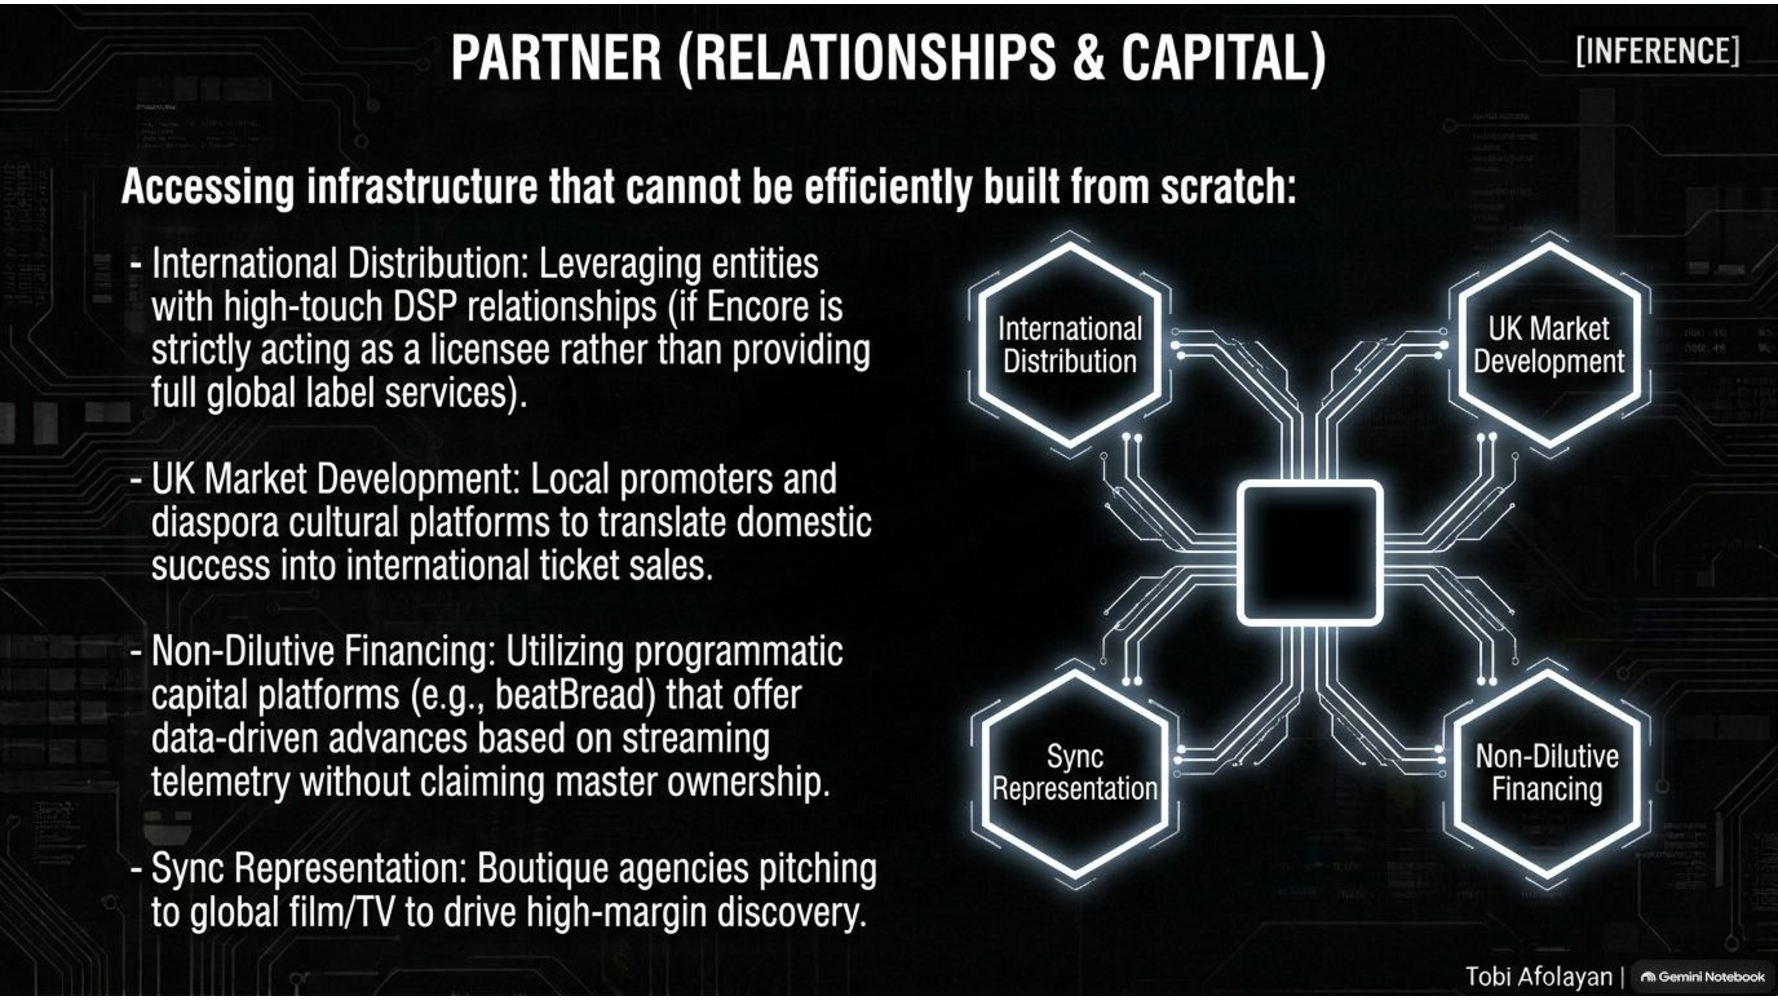 PARTNER (RELATIONSHIPS & CAPITAL)
[INFERENCE]
Accessing infrastructure that cannot be efficiently built from scratch:
- International Distribution: Leveraging entities
with high-touch DSP relationships (if Encore is
strictly acting as a licensee rather than providing
full global label services).
- UK Market Development: Local promoters and
diaspora cultural platforms to translate domestic
success into international ticket sales.
- Non-Dilutive Financing: Utilizing programmatic
capital platforms (e.g., beatBread) that offer
data-driven advances based on streaming
telemetry without claiming master ownership.
- Sync Representation: Boutique agencies pitching
to global film/TV to drive high-margin discovery.
International
Distribution
UK Market
Development
Sync
Representation
Non-Dilutive
Financing
Tobi Afolayan | Gemini Notebook